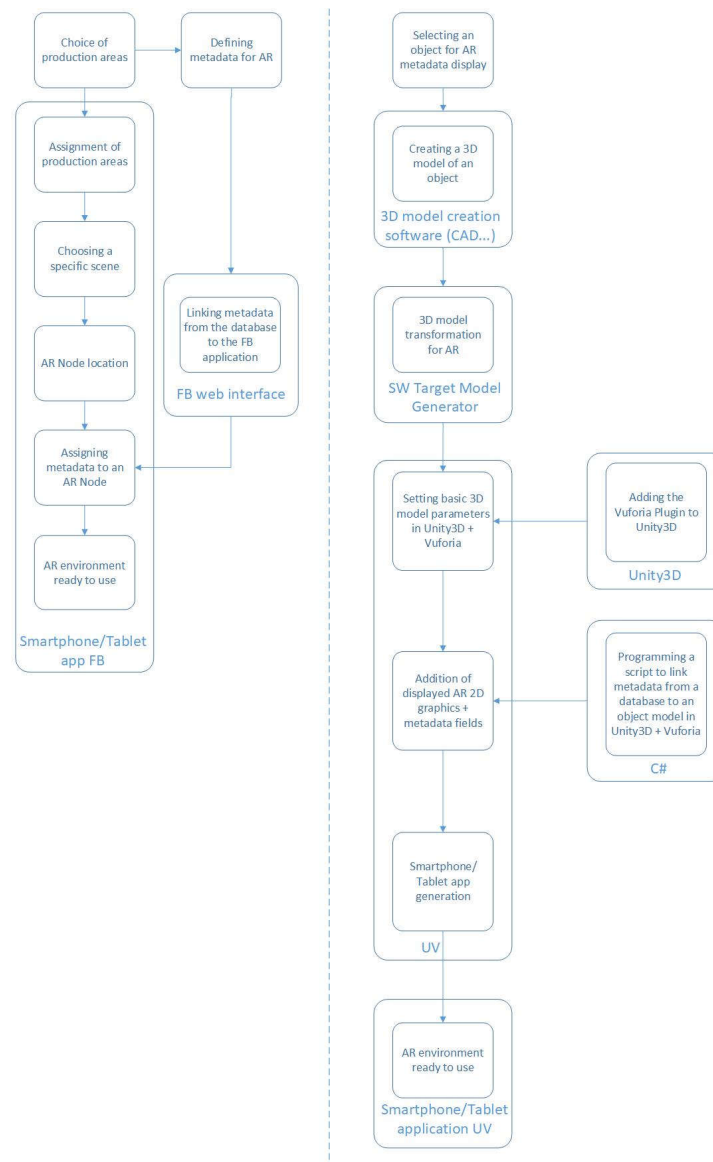 Choice of
production areas
Defining
metadata for AR
Assignment of
production areas
Choosing a
specific scene
AR Node location
Assigning
metadata to an
AR Node
AR environment
ready to use
Smartphone/Tablet
app FB
Linking metadata
from the database
to the FB
application
FB web interface
Selecting an
object for AR
metadata display
Creating a 3D
model of an
object
3D model creation
software (CAD...)
3D model
transformation
for AR
SW Target Model
Generator
Setting basic 3D
model parameters
in Unity3D +
Vuforia
Adding the
Vuforia Plugin to
Unity3D
Unity3D
Addition of
displayed AR 2D
graphics +
metadata fields
Programming a
script to link
metadata from a
database to an
object model in
Unity3D + Vuforia
C#
Smartphone/
Tablet app
generation
UV
AR environment
ready to use
Smartphone/Tablet
application UV